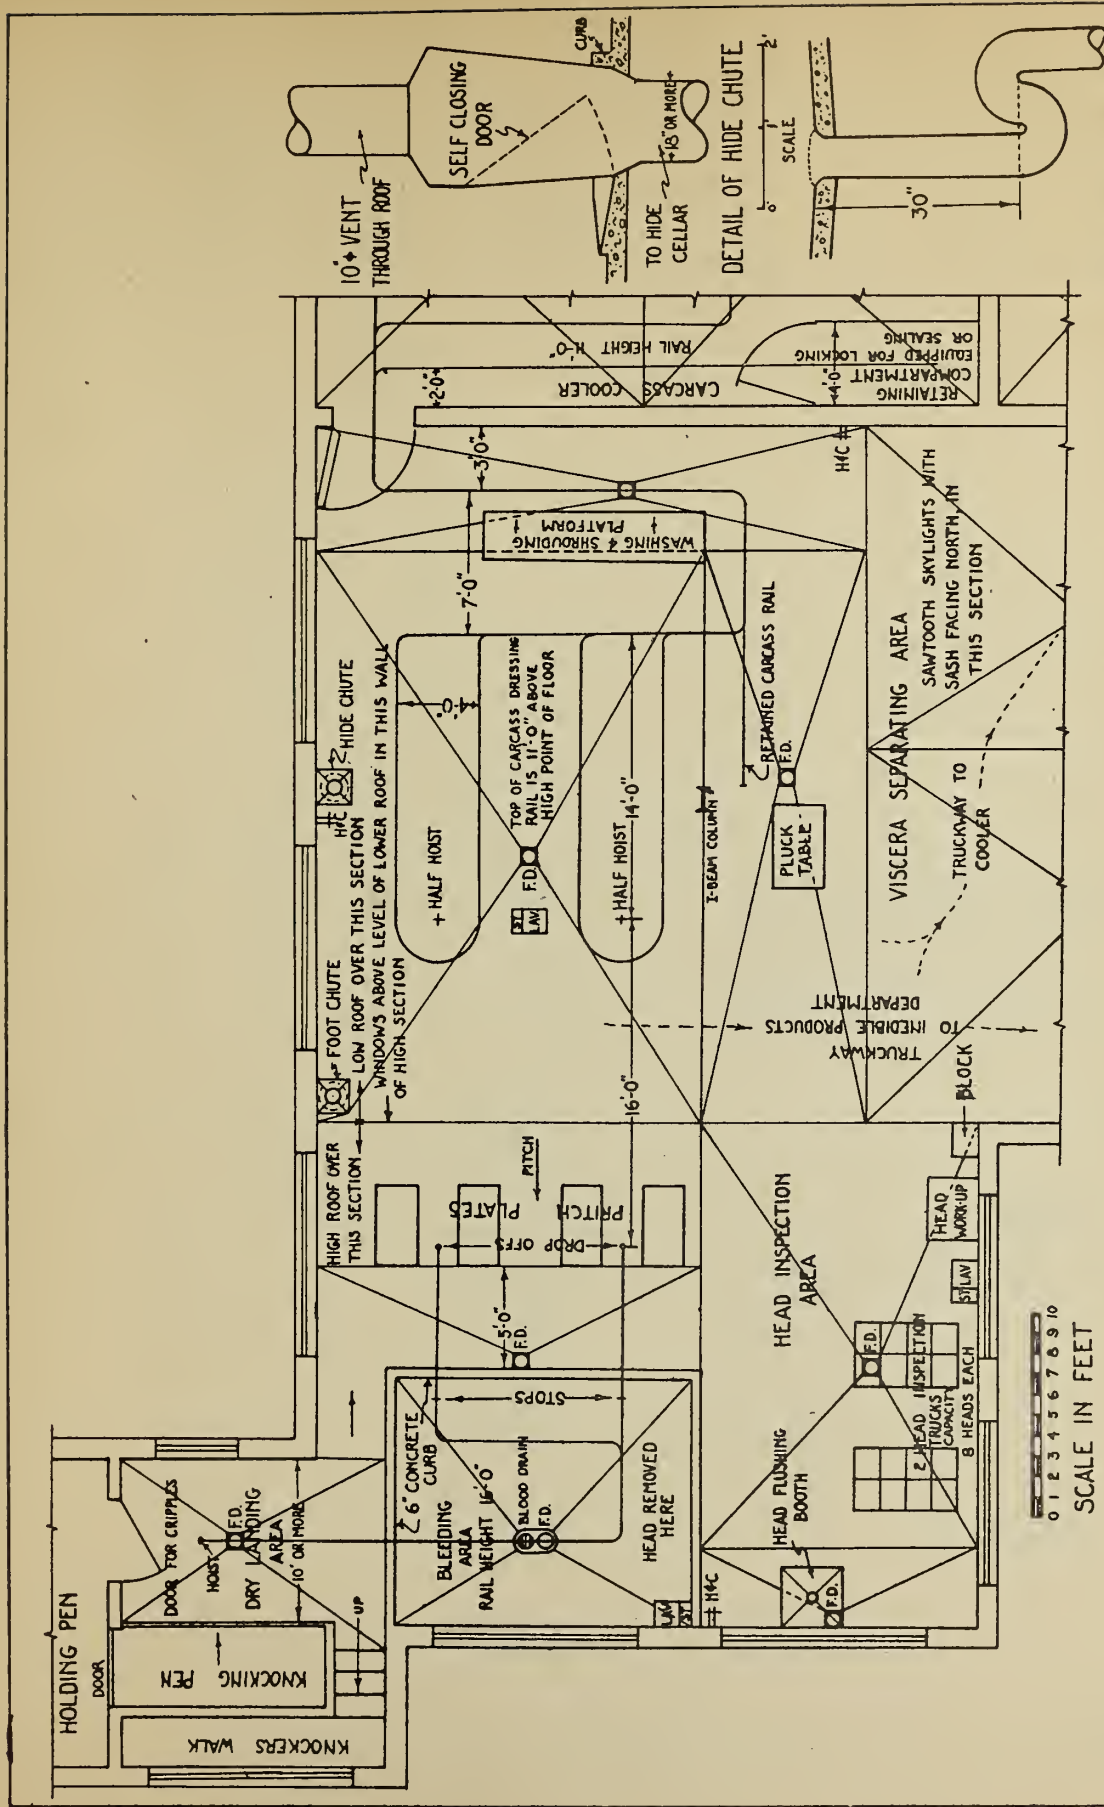 HOLDING PEN
DOOR
KNOCKING PEN
KNOCKERS WALK
UP
DOOR FOR CRIPPLES
HOIST
F.D.
DRY LANDING
AREA
10' OR MORE
6" CONCRETE
CURB
BLEEDING
AREA
RAIL HEIGHT 16'-0"
BLOOD DRAIN
F.D.
STOPS
HEAD REMOVED
HERE
LAV
ST
H&C
HEAD FLUSHING
BOOTH
F.D.
5'-0"
F.D.
HIGH ROOF OVER
THIS SECTION
DROP OFFS
PRITCH PLATES
PITCH
16'-0"
HEAD INSPECTION
AREA
F.D.
2 HEAD INSPECTION
TRUCKS
CAPACITY
8 HEADS EACH
ST
LAV
HEAD
WORK-UP
BLOCK
FOOT CHUTE
LOW ROOF OVER THIS SECTION
WINDOWS ABOVE LEVEL OF LOWER ROOF IN THIS WALL
OF HIGH SECTION
H&C
HIDE CHUTE
+ HALF HOIST
4'-0"
ST
LAV
F.D.
TOP OF CARCASS DRESSING
RAIL IS 11'-0" ABOVE
HIGH POINT OF FLOOR
HALF HOIST
14'-0"
I-BEAM COLUMN
TRUCKWAY
TO INEDIBLE PRODUCTS
DEPARTMENT
PLUCK
TABLE
F.D.
RETAINED CARCASS RAIL
VISCERA SEPARATING AREA
TRUCKWAY TO
COOLER
SAWTOOTH SKYLIGHTS WITH
SASH FACING NORTH, IN
THIS SECTION
7'-0"
WASHING & SHROUDING
PLATFORM
3'-0"
H&C
2'-0"
CARCASS COOLER
RAIL HEIGHT 11'-0"
4'-0"
RETAINING
COMPARTMENT
EQUIPPED FOR LOCKING
OR SEALING
10"ϕ VENT
THROUGH ROOF
SELF CLOSING
DOOR
CURB
18" OR MORE
TO HIDE
CELLAR
DETAIL OF HIDE CHUTE
0" 1' 2'
SCALE
30"
0 1 2 3 4 5 6 7 8 9 10
SCALE IN FEET